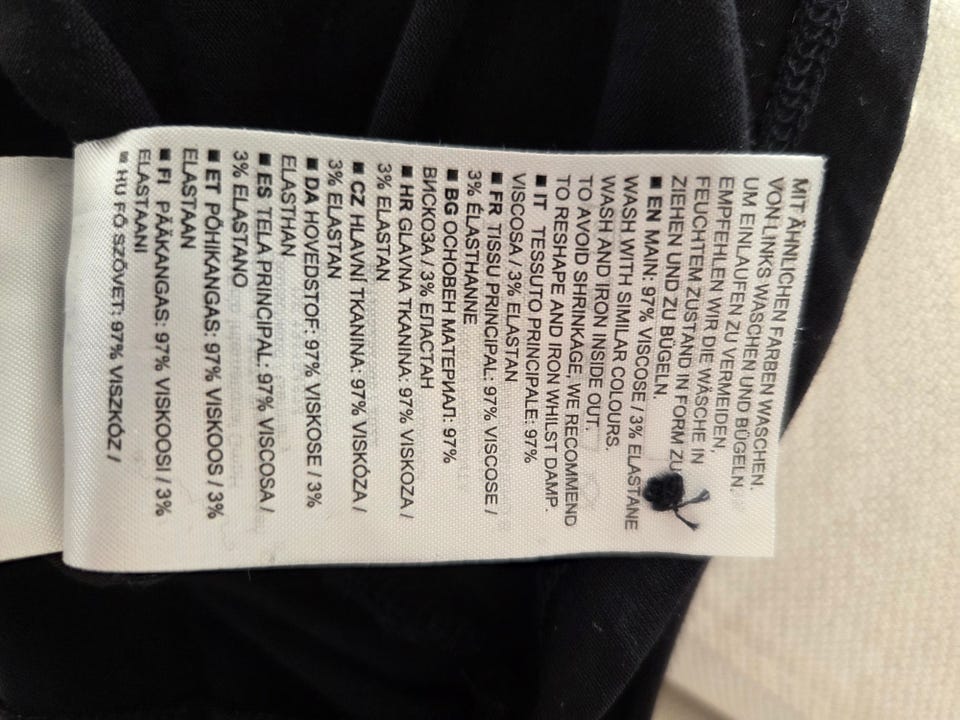 MIT ÄHNLICHEN FARBEN WASCHEN.
VON LINKS WASCHEN UND BÜGELN.
UM EINLAUFEN ZU VERMEIDEN,
EMPFEHLEN WIR DIE WÄSCHE IN
FEUCHTEM ZUSTAND IN FORM ZU
ZIEHEN UND ZU BÜGELN.
■ EN MAIN: 97% VISCOSE / 3% ELASTANE
WASH WITH SIMILAR COLOURS.
WASH AND IRON INSIDE OUT.
TO AVOID SHRINKAGE, WE RECOMMEND
TO RESHAPE AND IRON WHILST DAMP.
■ IT TESSUTO PRINCIPALE: 97%
VISCOSA / 3% ELASTAN
■ FR TISSU PRINCIPAL: 97% VISCOSE /
3% ÉLASTHANNE
■ BG ОСНОВЕН МАТЕРИАЛ: 97%
ВИСКОЗА / 3% ЕЛАСТАН
■ HR GLAVNA TKANINA: 97% VISKOZA /
3% ELASTAN
■ CZ HLAVNÍ TKANINA: 97% VISKÓZA /
3% ELASTAN
■ DA HOVEDSTOF: 97% VISKOSE / 3%
ELASTHAN
■ ES TELA PRINCIPAL: 97% VISCOSA /
3% ELASTANO
■ ET PÕHIKANGAS: 97% VISKOOS / 3%
ELASTAAN
■ FI PÄÄKANGAS: 97% VISKOOSI / 3%
ELASTAANI
■ HU FŐ SZÖVET: 97% VISZKÓZ /